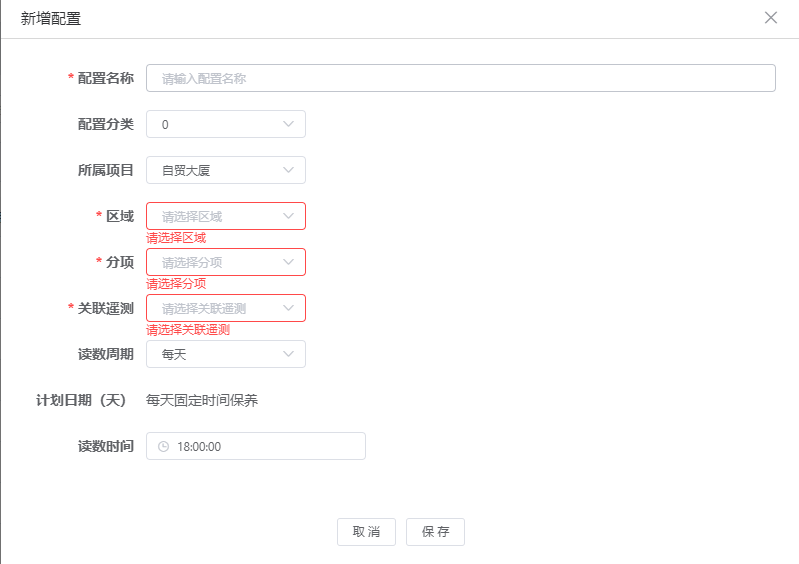 新增配置
* 配置名称 请输入配置名称
配置分类 0
所属项目 自贸大厦
* 区域 请选择区域
请选择区域
* 分项 请选择分项
请选择分项
* 关联遥测 请选择关联遥测
请选择关联遥测
读数周期 每天
计划日期（天） 每天固定时间保养
读数时间 18:00:00
取消 保存